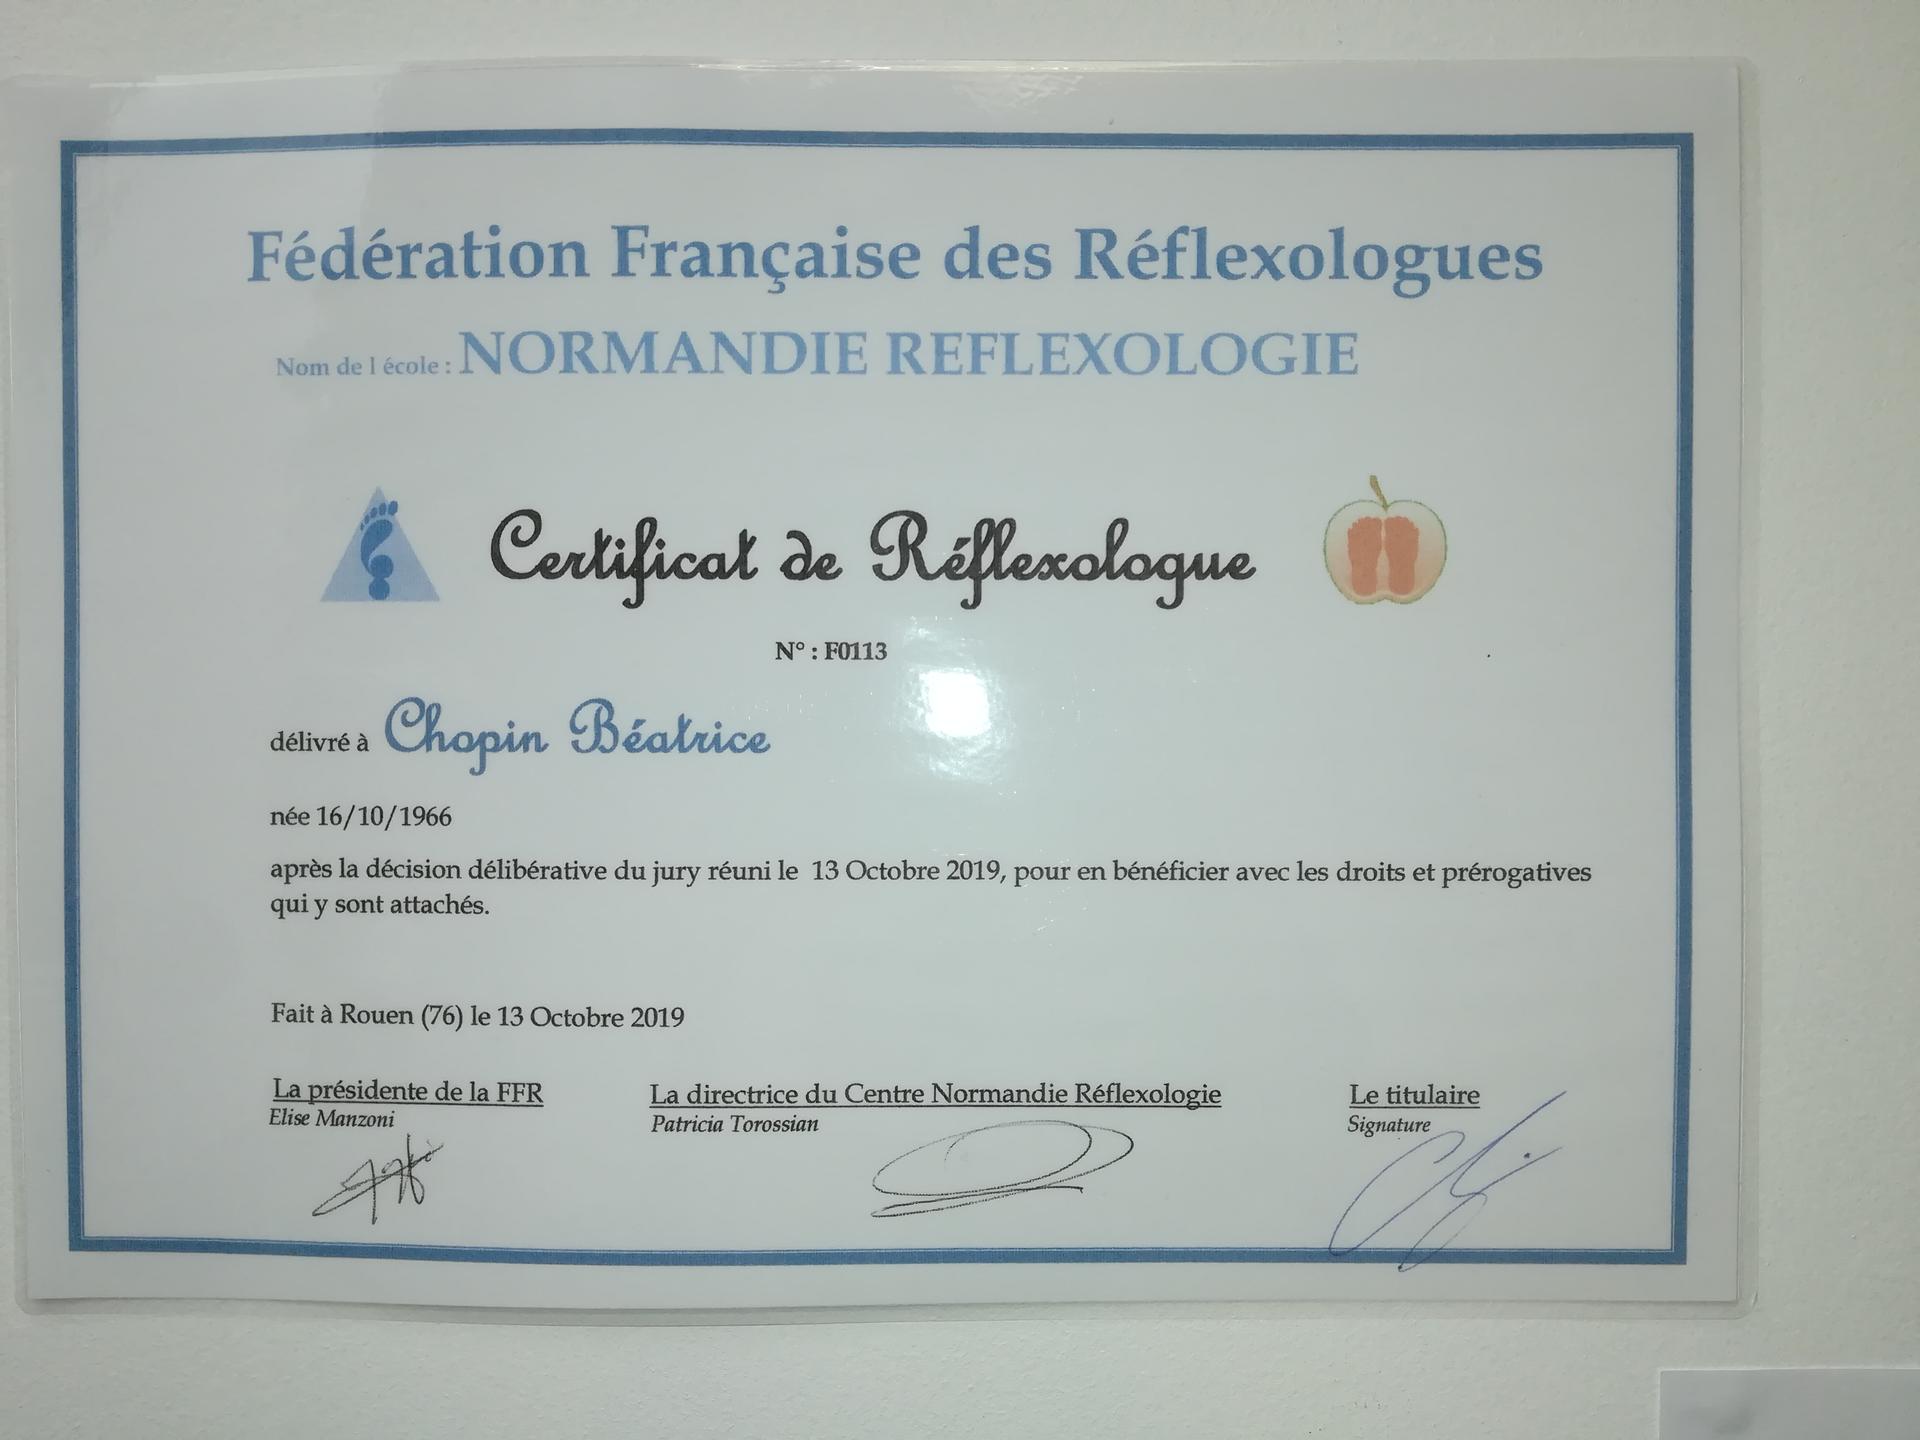 Fédération Française des Réflexologues
Nom de l école : NORMANDIE REFLEXOLOGIE
Certificat de Réflexologue
N° : F0113
délivré à Chopin Béatrice
née 16/10/1966
après la décision délibérative du jury réuni le 13 Octobre 2019, pour en bénéficier avec les droits et prérogatives
qui y sont attachés.
Fait à Rouen (76) le 13 Octobre 2019
La présidente de la FFR
Elise Manzoni
La directrice du Centre Normandie Réflexologie
Patricia Torossian
Le titulaire
Signature